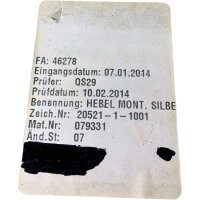 FA: 46278
Eingangsdatum: 07.01.2014
Prüfer: QS29
Prüfdatum: 10.02.2014
Benennung: HEBEL MONT. SILBE
Zeich.Nr: 20521-1-1001
Mat.Nr: 079331
Änd.St: 07